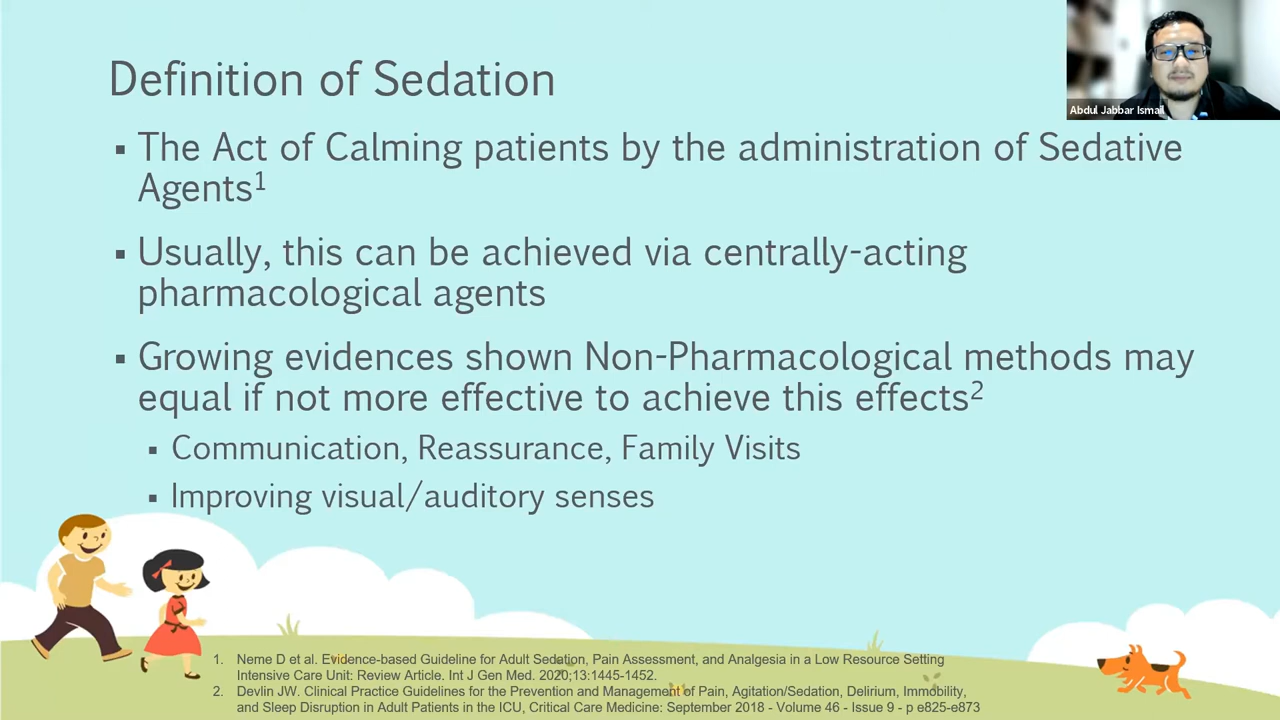 Definition of Sedation
Abdul Jabbar Ismail
▪ The Act of Calming patients by the administration of Sedative
Agents¹
▪ Usually, this can be achieved via centrally-acting
pharmacological agents
▪ Growing evidences shown Non-Pharmacological methods may
equal if not more effective to achieve this effects²
▪ Communication, Reassurance, Family Visits
▪ Improving visual/auditory senses
1. Neme D et al. Evidence-based Guideline for Adult Sedation, Pain Assessment, and Analgesia in a Low Resource Setting
Intensive Care Unit: Review Article. Int J Gen Med. 2020;13:1445-1452.
2. Devlin JW. Clinical Practice Guidelines for the Prevention and Management of Pain, Agitation/Sedation, Delirium, Immobility,
and Sleep Disruption in Adult Patients in the ICU, Critical Care Medicine: September 2018 - Volume 46 - Issue 9 - p e825-e873